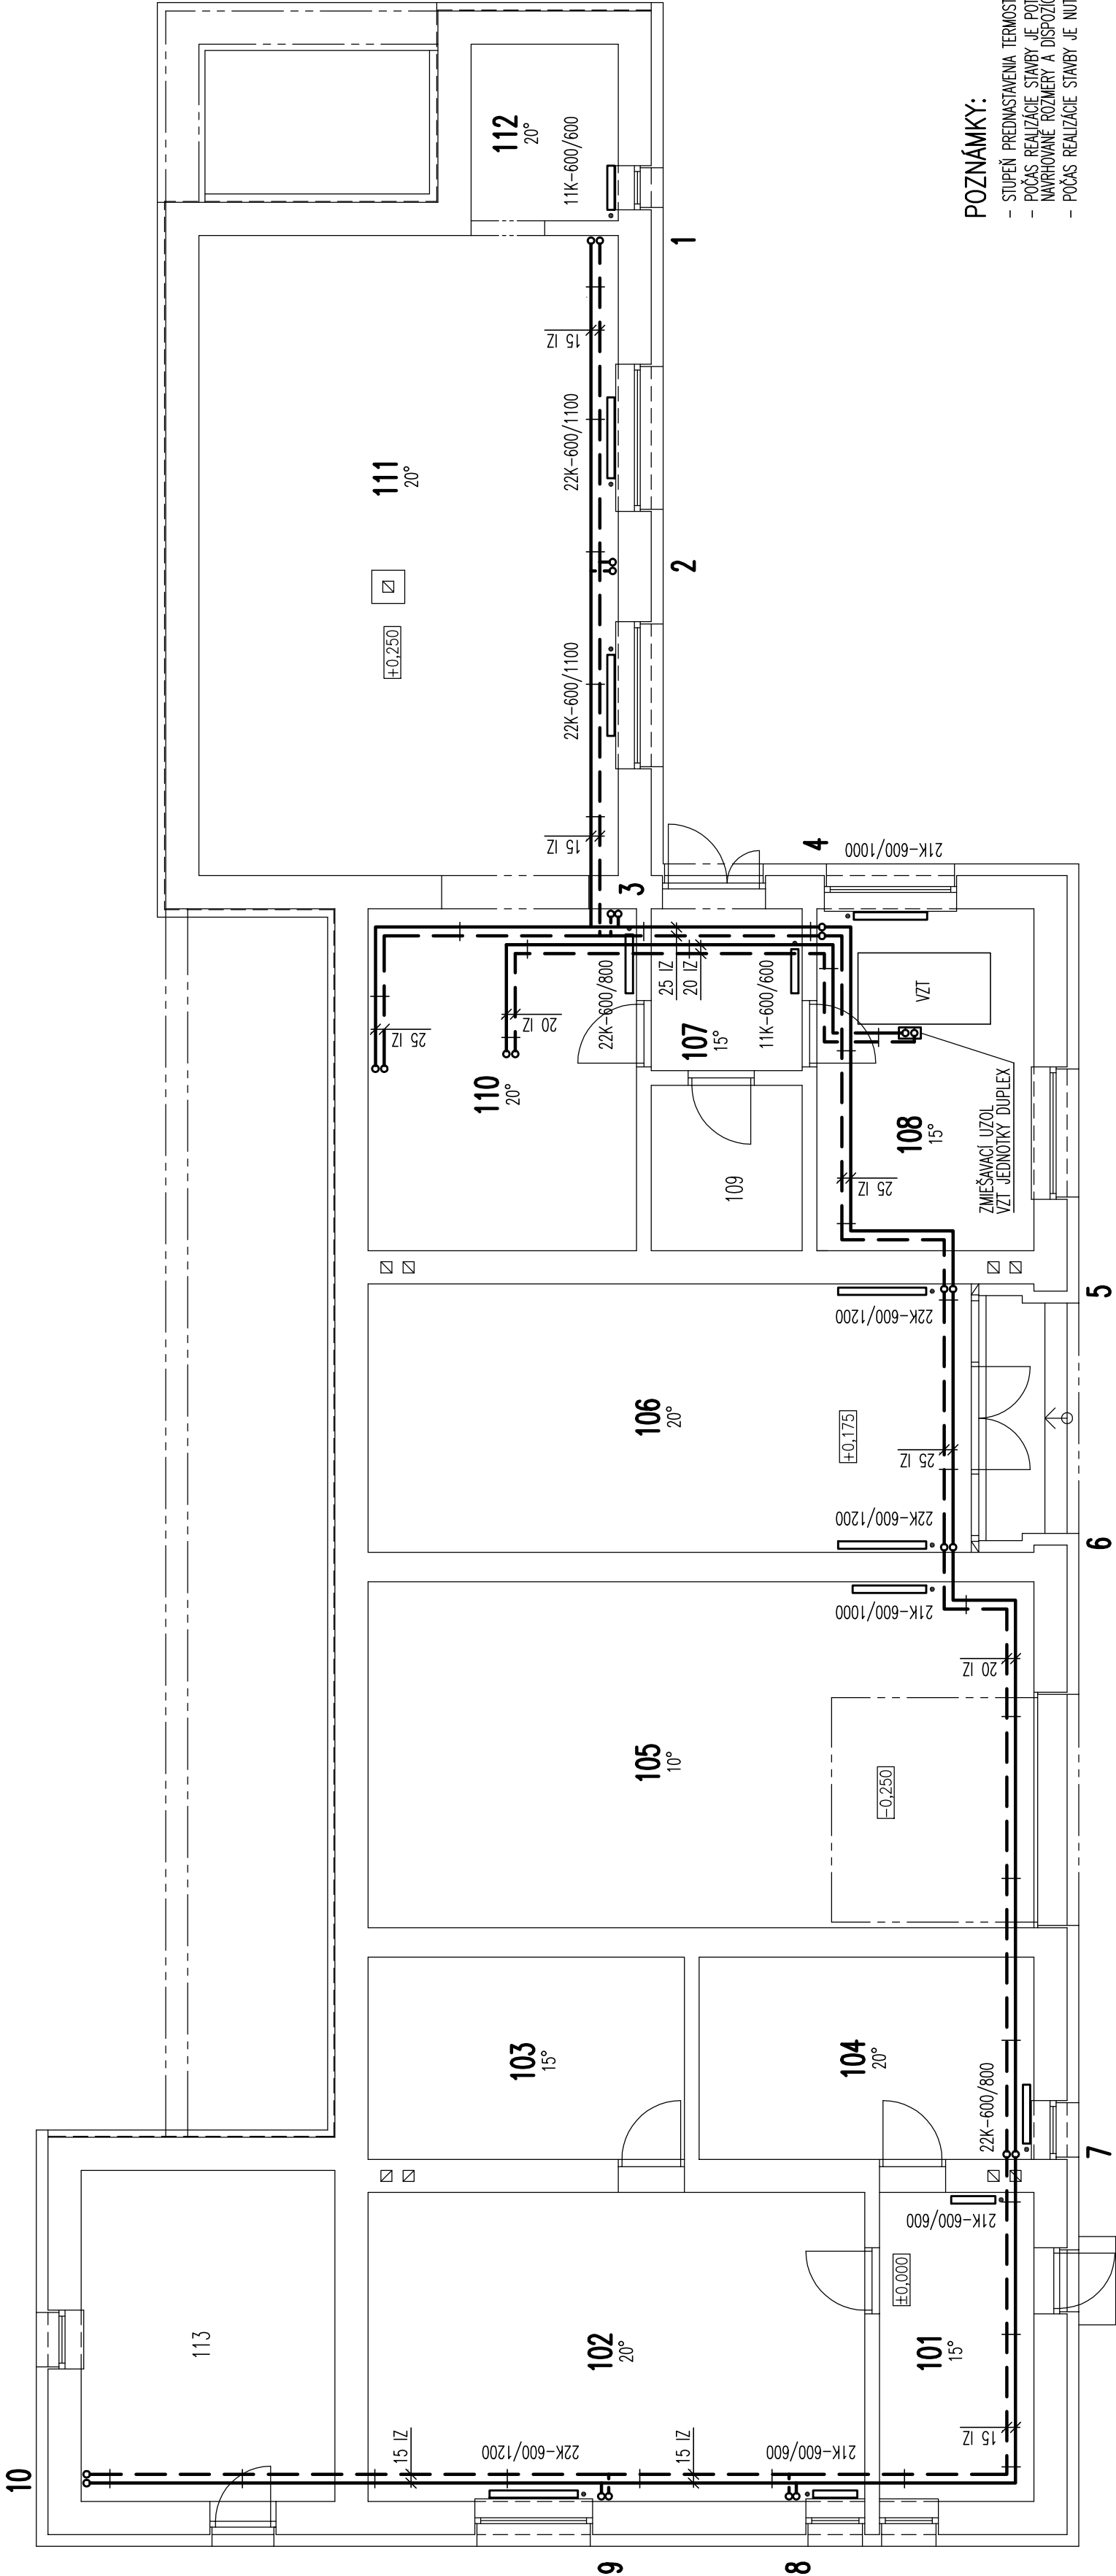 10
113
9
8
22K-600/1200
15 IZ
15 IZ
21K-600/600
102
20°
101
15°
±0,000
15 IZ
21K-600/600
7
22K-600/800
103
15°
104
20°
105
10°
-0,250
20 IZ
21K-600/1000
6
22K-600/1200
106
20°
+0,175
25 IZ
22K-600/1200
5
108
15°
25 IZ
ZMIEŠAVACÍ UZOL
VZT JEDNOTKY DUPLEX
VZT
109
107
15°
11K-600/600
110
20°
22K-600/800
25 IZ
20 IZ
25 IZ
20 IZ
3
4
21K-600/1000
15 IZ
22K-600/1100
+0,250
111
20°
2
22K-600/1100
15 IZ
1
112
20°
11K-600/600
POZNÁMKY:
- STUPEŇ PREDNASTAVENIA TERMOST
- POČAS REALIZÁCIE STAVBY JE POT
NAVRHOVANÉ ROZMERY A DISPOZÍC
- POČAS REALIZÁCIE STAVBY JE NUT